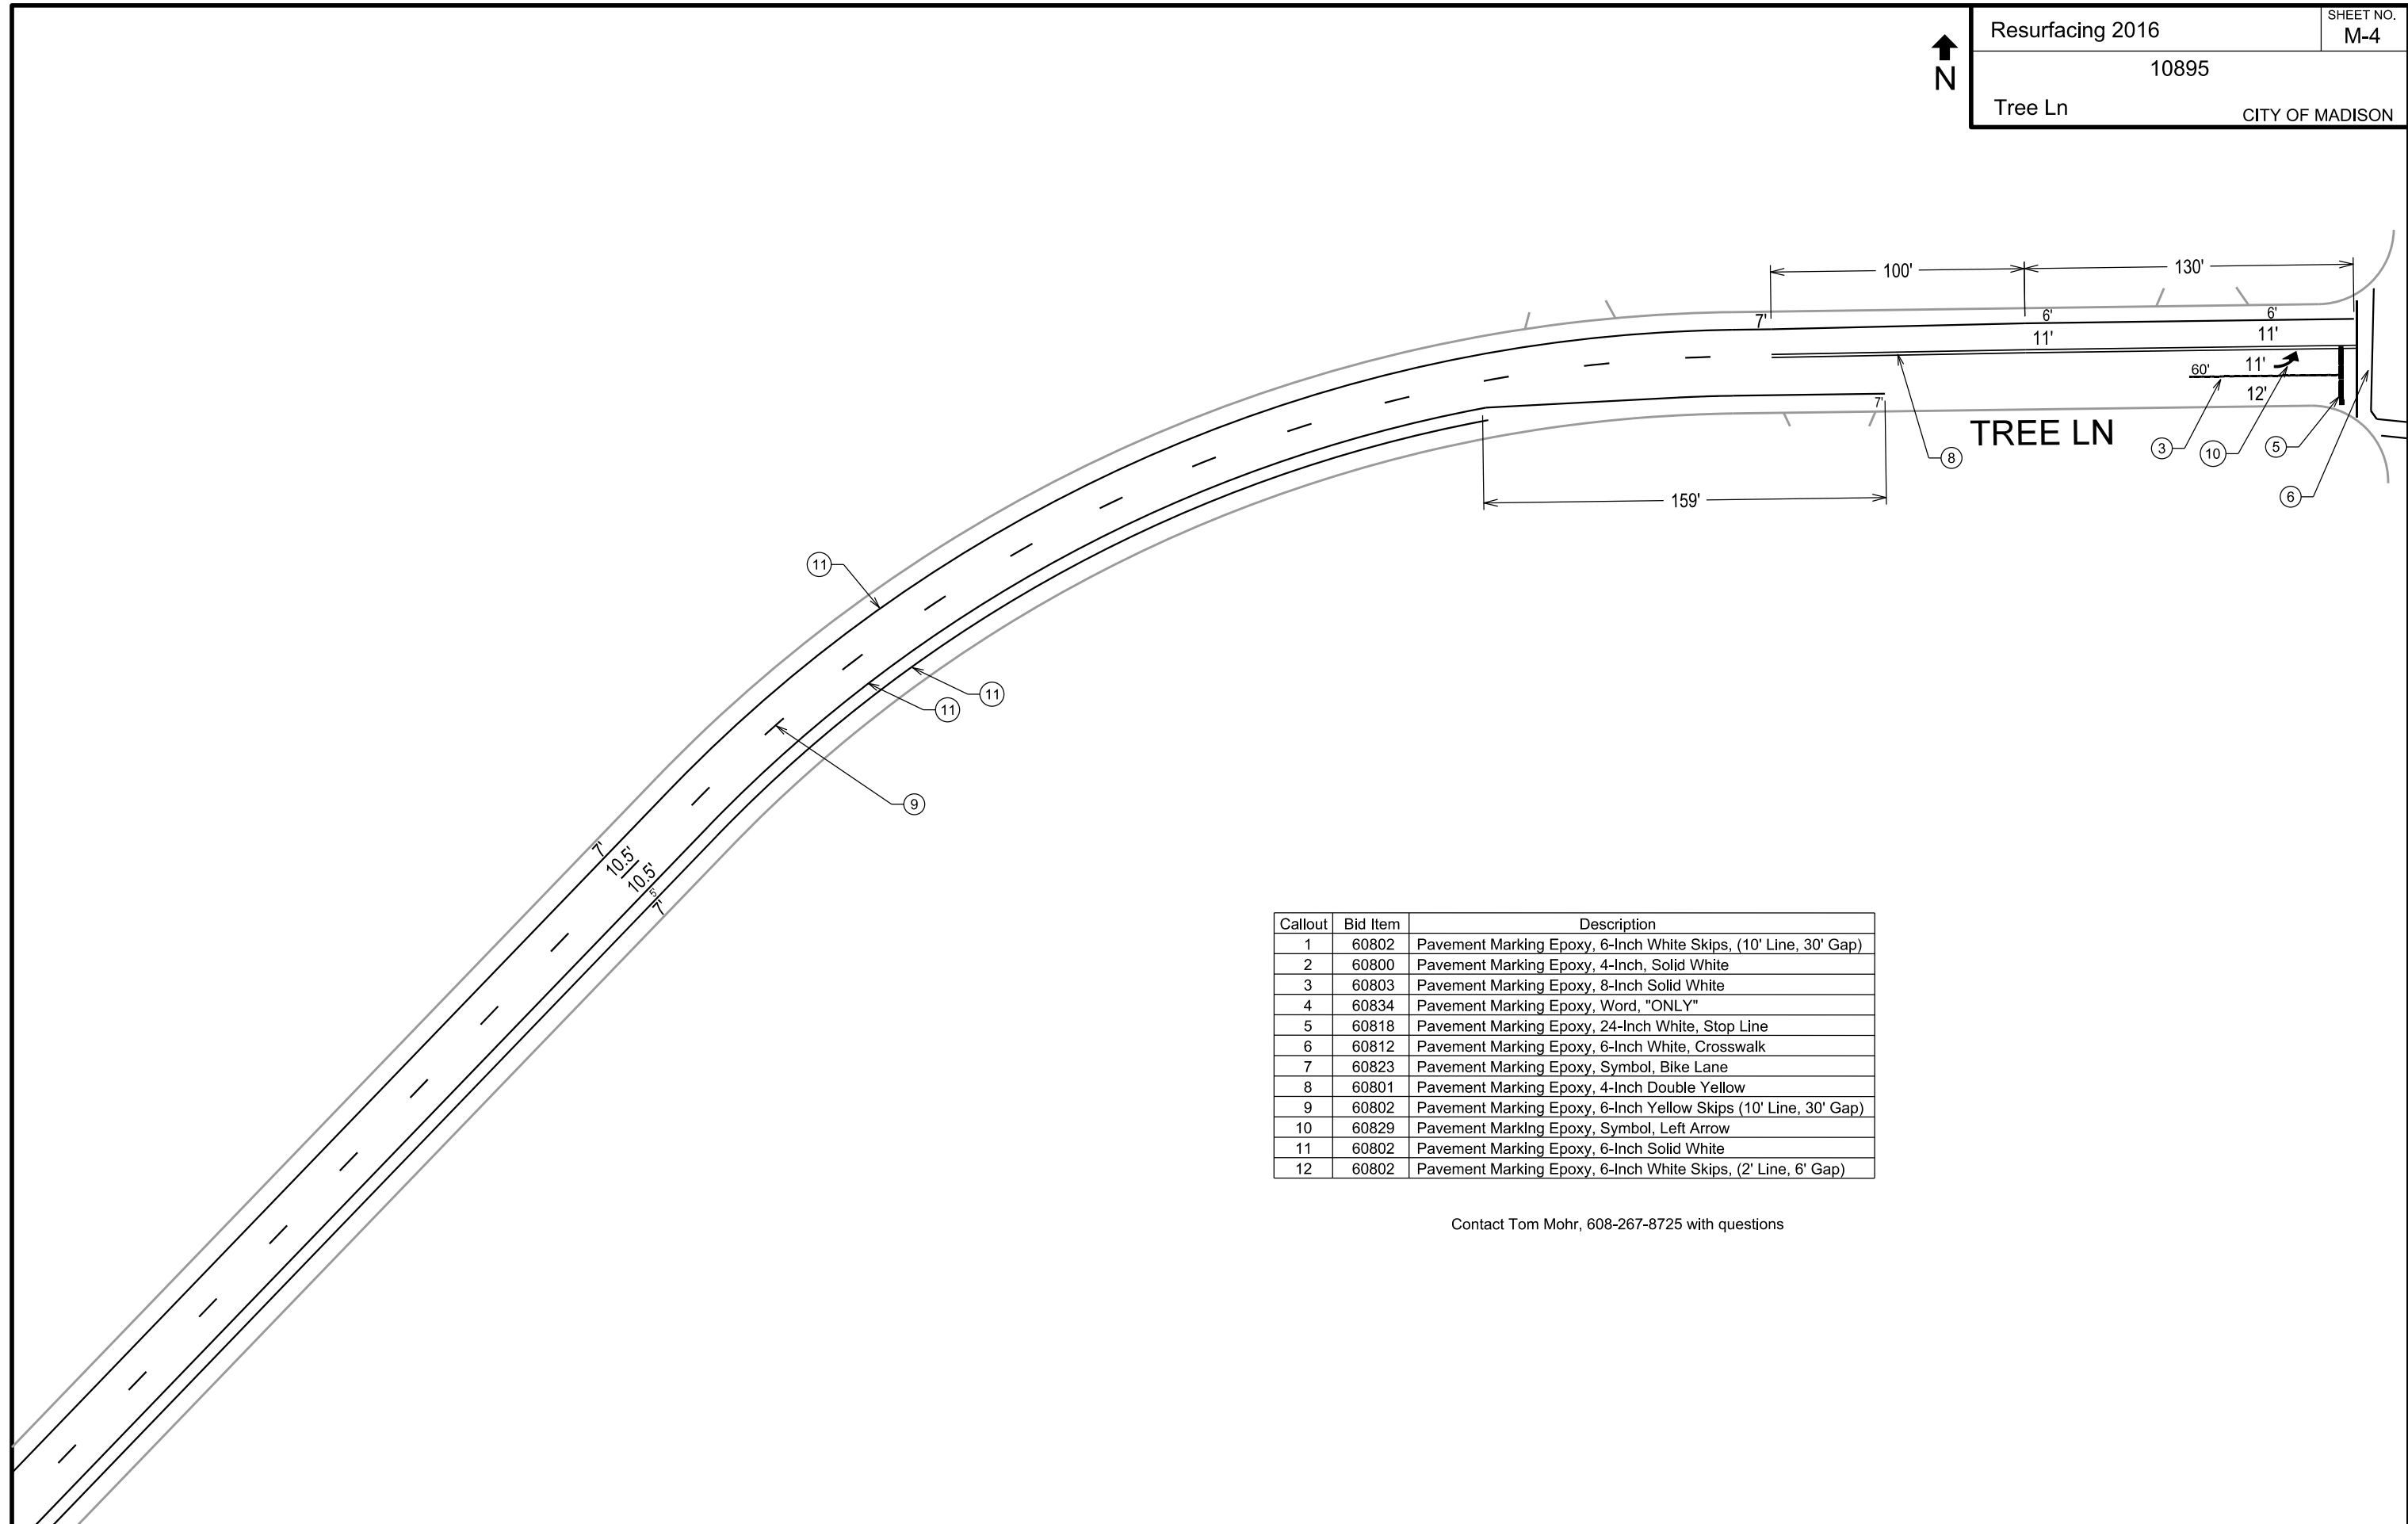 Resurfacing 2016
SHEET NO.
M-4
10895
Tree Ln
CITY OF MADISON
N
100'
130'
7'
6'
6'
11'
11'
60'
11'
12'
7'
TREE LN
3
10
5
8
6
159'
11
11
11
9
7'
10.5'
10.5'
5'
7'
Callout Bid Item Description
1 60802 Pavement Marking Epoxy, 6-Inch White Skips, (10' Line, 30' Gap)
2 60800 Pavement Marking Epoxy, 4-Inch, Solid White
3 60803 Pavement Marking Epoxy, 8-Inch Solid White
4 60834 Pavement Marking Epoxy, Word, "ONLY"
5 60818 Pavement Marking Epoxy, 24-Inch White, Stop Line
6 60812 Pavement Marking Epoxy, 6-Inch White, Crosswalk
7 60823 Pavement Marking Epoxy, Symbol, Bike Lane
8 60801 Pavement Marking Epoxy, 4-Inch Double Yellow
9 60802 Pavement Marking Epoxy, 6-Inch Yellow Skips (10' Line, 30' Gap)
10 60829 Pavement Marking Epoxy, Symbol, Left Arrow
11 60802 Pavement Marking Epoxy, 6-Inch Solid White
12 60802 Pavement Marking Epoxy, 6-Inch White Skips, (2' Line, 6' Gap)
Contact Tom Mohr, 608-267-8725 with questions